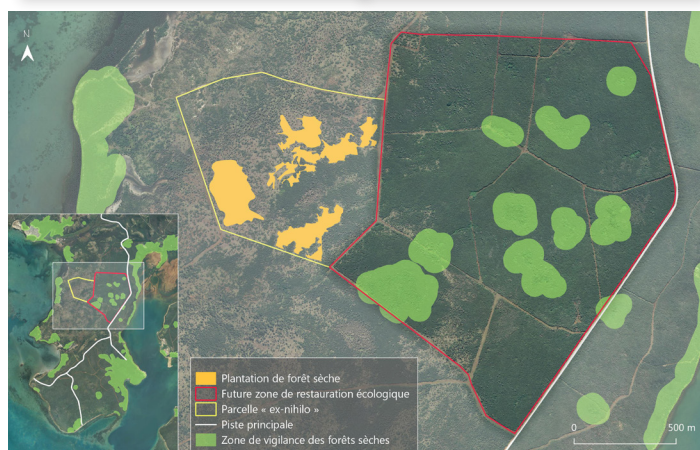 N
Plantation de forêt sèche
Future zone de restauration écologique
Parcelle « ex-nihilo »
Piste principale
Zone de vigilance des forêts sèches
0 500 m